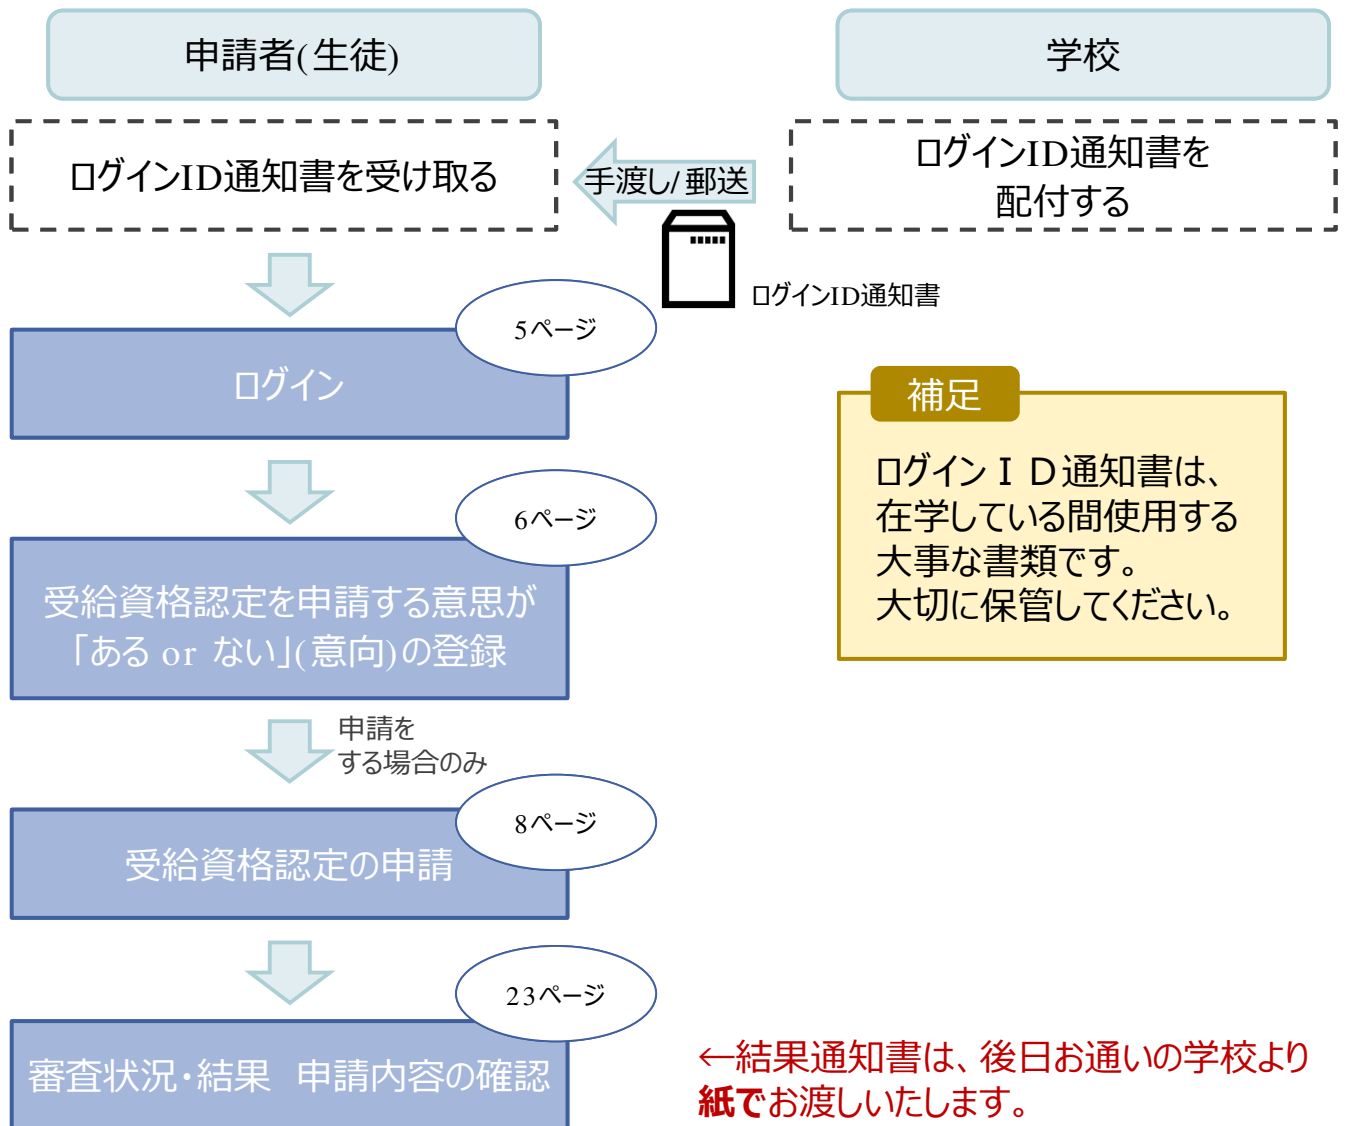 申請者(生徒)
学校
ログインID通知書を受け取る
手渡し/郵送
ログインID通知書を
配付する
ログインID通知書
5ページ
ログイン
補足
ログインＩＤ通知書は、
在学している間使用する
大事な書類です。
大切に保管してください。
6ページ
受給資格認定を申請する意思が
「ある or ない」(意向)の登録
申請を
する場合のみ
8ページ
受給資格認定の申請
23ページ
審査状況・結果　申請内容の確認
←結果通知書は、後日お通いの学校より
紙でお渡しいたします。